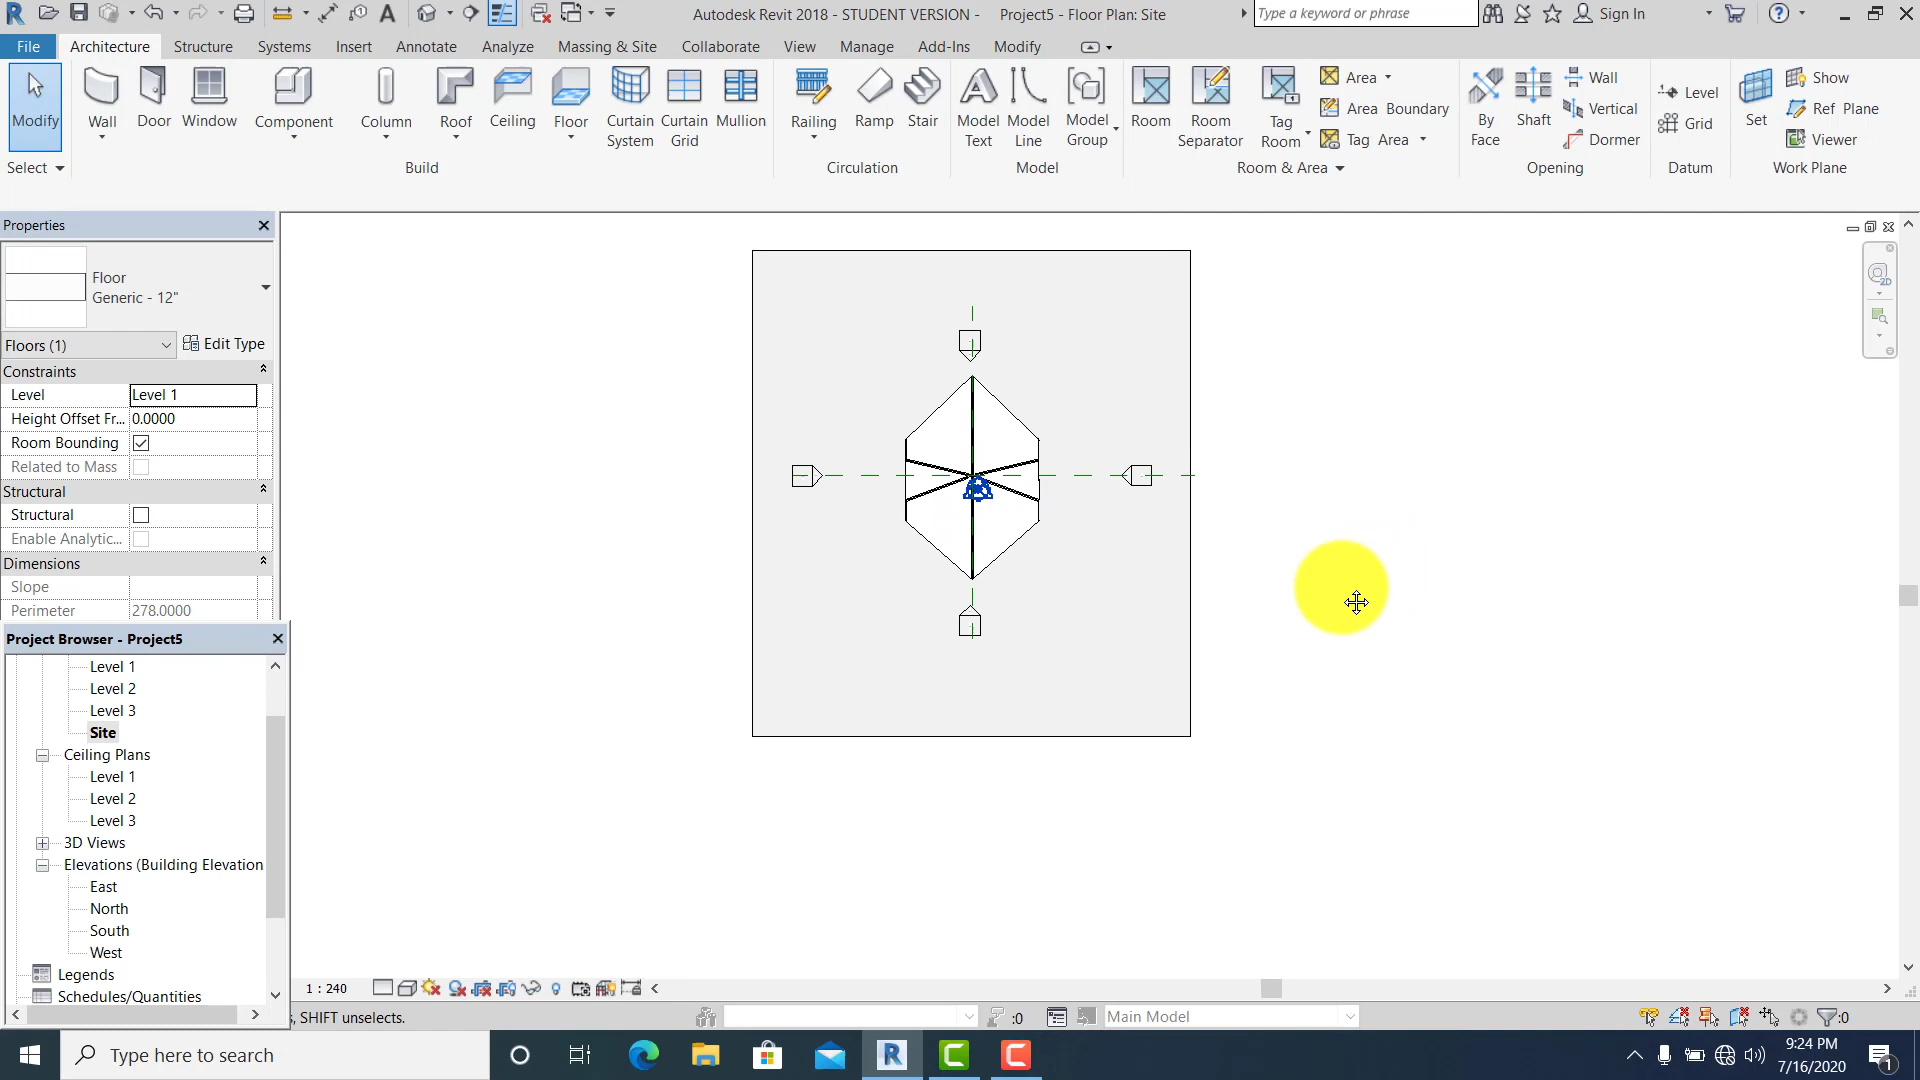 Autodesk Revit 2018 - STUDENT VERSION - Project5 - Floor Plan: Site
Type a keyword or phrase
Sign In
File Architecture Structure Systems Insert Annotate Analyze Massing & Site Collaborate View Manage Add-Ins Modify
Modify Wall Door Window Component Column Roof Ceiling Floor Curtain System Curtain Grid Mullion Railing Ramp Stair Model Text Model Line Model Group Room Room Separator Tag Room
Area
Area Boundary
Tag Area
By Face Shaft
Wall
Vertical
Dormer
Level
Grid
Set
Show
Ref Plane
Viewer
Select Build Circulation Model Room & Area Opening Datum Work Plane
Properties
Floor
Generic - 12"
Floors (1) Edit Type
Constraints
Level Level 1
Height Offset Fr... 0.0000
Room Bounding
Related to Mass
Structural
Structural
Enable Analytic...
Dimensions
Slope
Perimeter 278.0000
Project Browser - Project5
Level 1
Level 2
Level 3
Site
Ceiling Plans
Level 1
Level 2
Level 3
3D Views
Elevations (Building Elevation
East
North
South
West
Legends
Schedules/Quantities
2D
1 : 240
s, SHIFT unselects.
:0
Main Model
:0
Type here to search
9:24 PM
7/16/2020
1